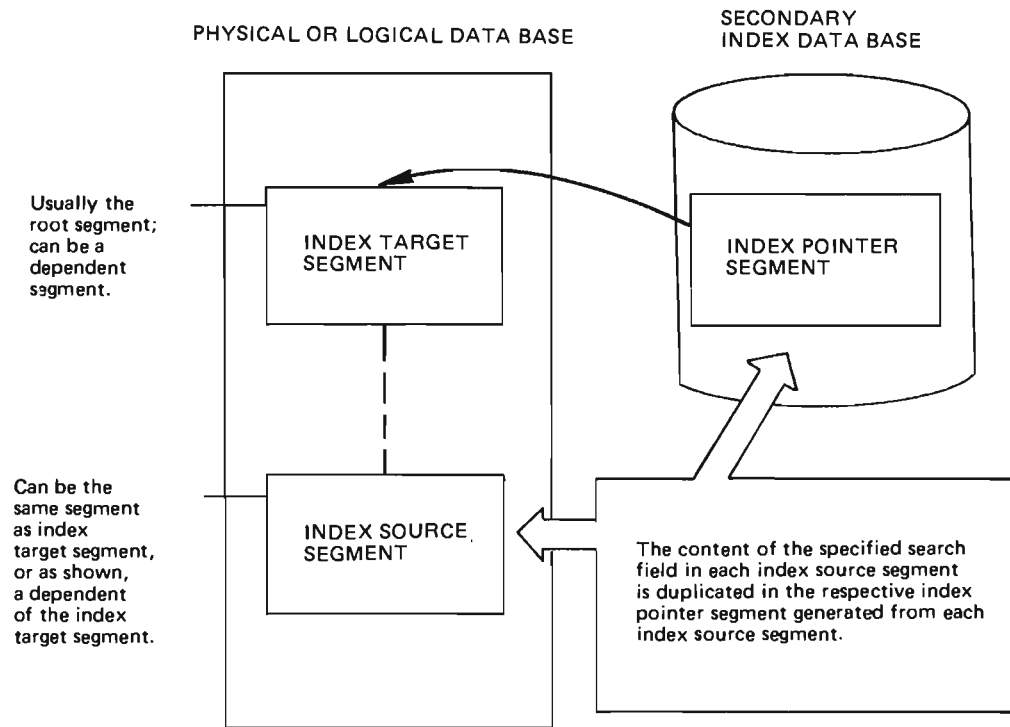 PHYSICAL OR LOGICAL DATA BASE
SECONDARY
INDEX DATA BASE
Usually the
root segment;
can be a
dependent
segment.
INDEX TARGET
SEGMENT
INDEX POINTER
SEGMENT
Can be the
same segment
as index
target segment,
or as shown,
a dependent
of the index
target segment.
INDEX SOURCE
SEGMENT
The content of the specified search
field in each index source segment
is duplicated in the respective index
pointer segment generated from each
index source segment.